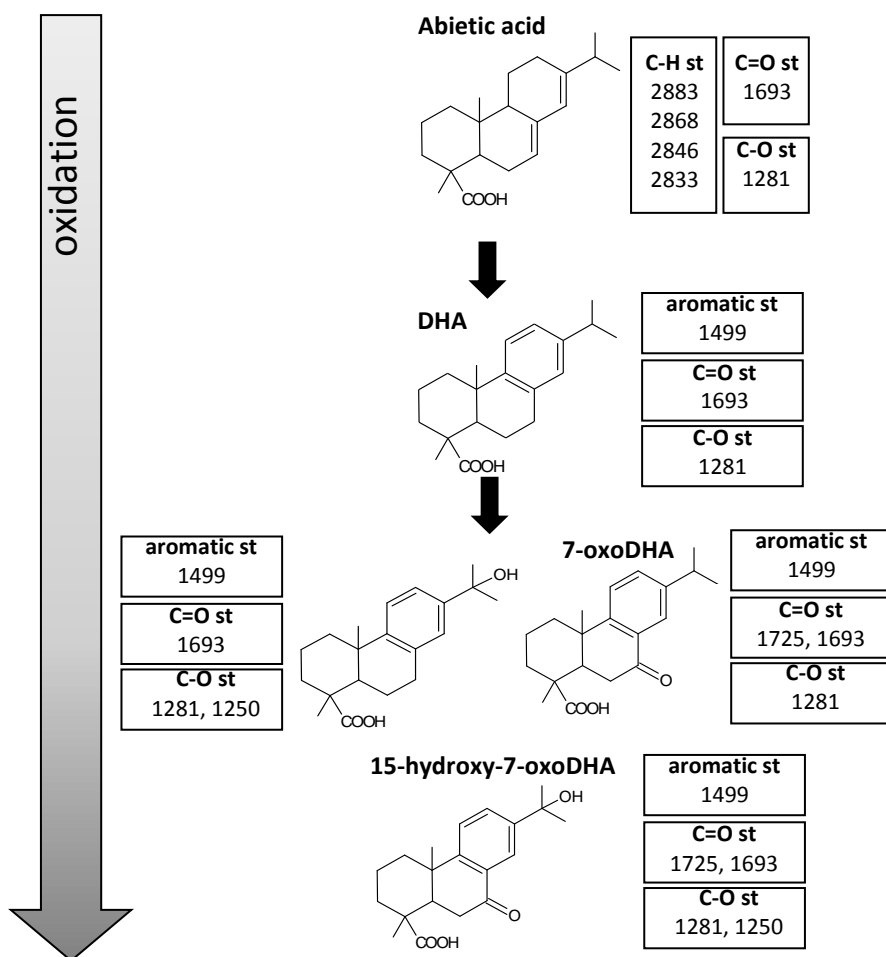 oxidation
Abietic acid
C-H st
2883
2868
2846
2833
C=O st
1693
C-O st
1281
COOH
DHA
aromatic st
1499
C=O st
1693
C-O st
1281
COOH
aromatic st
1499
C=O st
1693
C-O st
1281, 1250
OH
COOH
7-oxoDHA
O
COOH
aromatic st
1499
C=O st
1725, 1693
C-O st
1281
15-hydroxy-7-oxoDHA
OH
O
COOH
aromatic st
1499
C=O st
1725, 1693
C-O st
1281, 1250